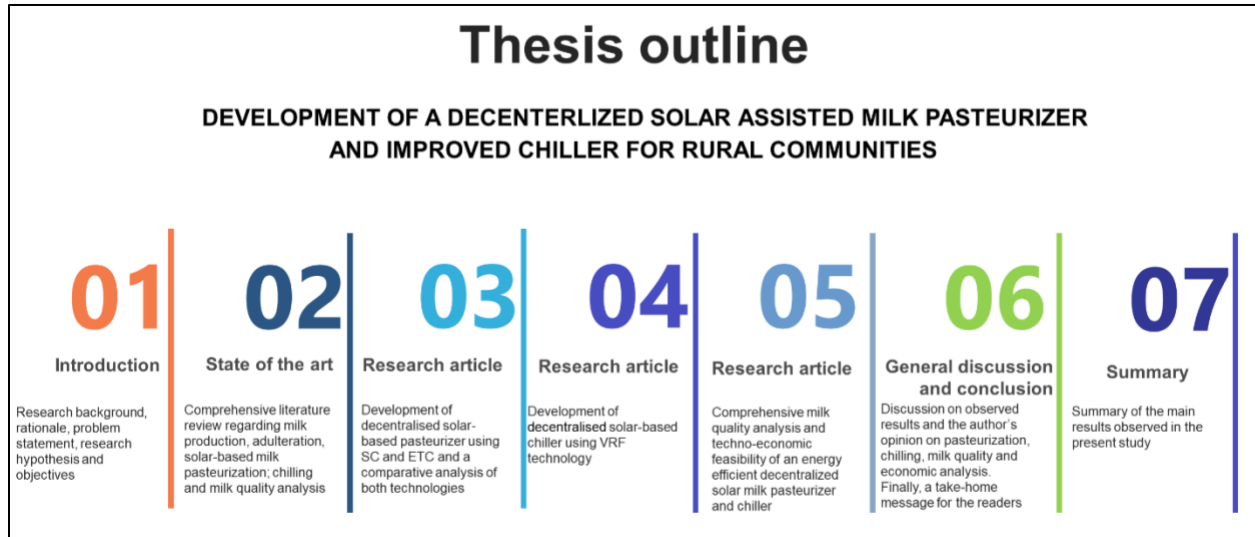 Thesis outline
DEVELOPMENT OF A DECENTERLIZED SOLAR ASSISTED MILK PASTEURIZER
AND IMPROVED CHILLER FOR RURAL COMMUNITIES
01
Introduction
Research background,
rationale, problem
statement, research
hypothesis and
objectives
02
State of the art
Comprehensive literature
review regarding milk
production, adulteration,
solar-based milk
pasteurization; chilling
and milk quality analysis
03
Research article
Development of
decentralised solar-
based pasteurizer using
SC and ETC and a
comparative analysis of
both technologies
04
Research article
Development of
decentralised solar-based
chiller using VRF
technology
05
Research article
Comprehensive milk
quality analysis and
techno-economic
feasibility of an energy
efficient decentralized
solar milk pasteurizer
and chiller
06
General discussion
and conclusion
Discussion on observed
results and the author's
opinion on pasteurization,
chilling, milk quality and
economic analysis.
Finally, a take-home
message for the readers
07
Summary
Summary of the main
results observed in the
present study